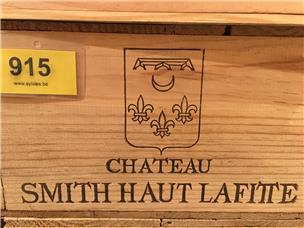 915
www.sylvies.be
CHATEAU
SMITH HAUT LAFITTE